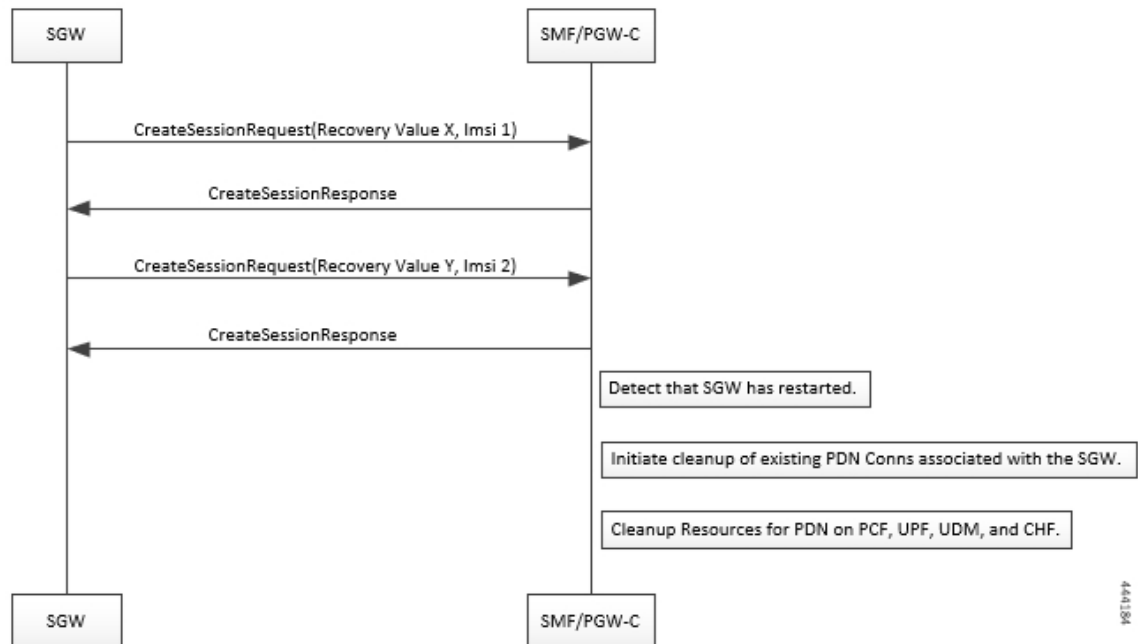 SGW
SMF/PGW-C
CreateSessionRequest(Recovery Value X, Imsi 1)
CreateSessionResponse
CreateSessionRequest(Recovery Value Y, Imsi 2)
CreateSessionResponse
Detect that SGW has restarted.
Initiate cleanup of existing PDN Conns associated with the SGW.
Cleanup Resources for PDN on PCF, UPF, UDM, and CHF.
SGW
SMF/PGW-C
444184